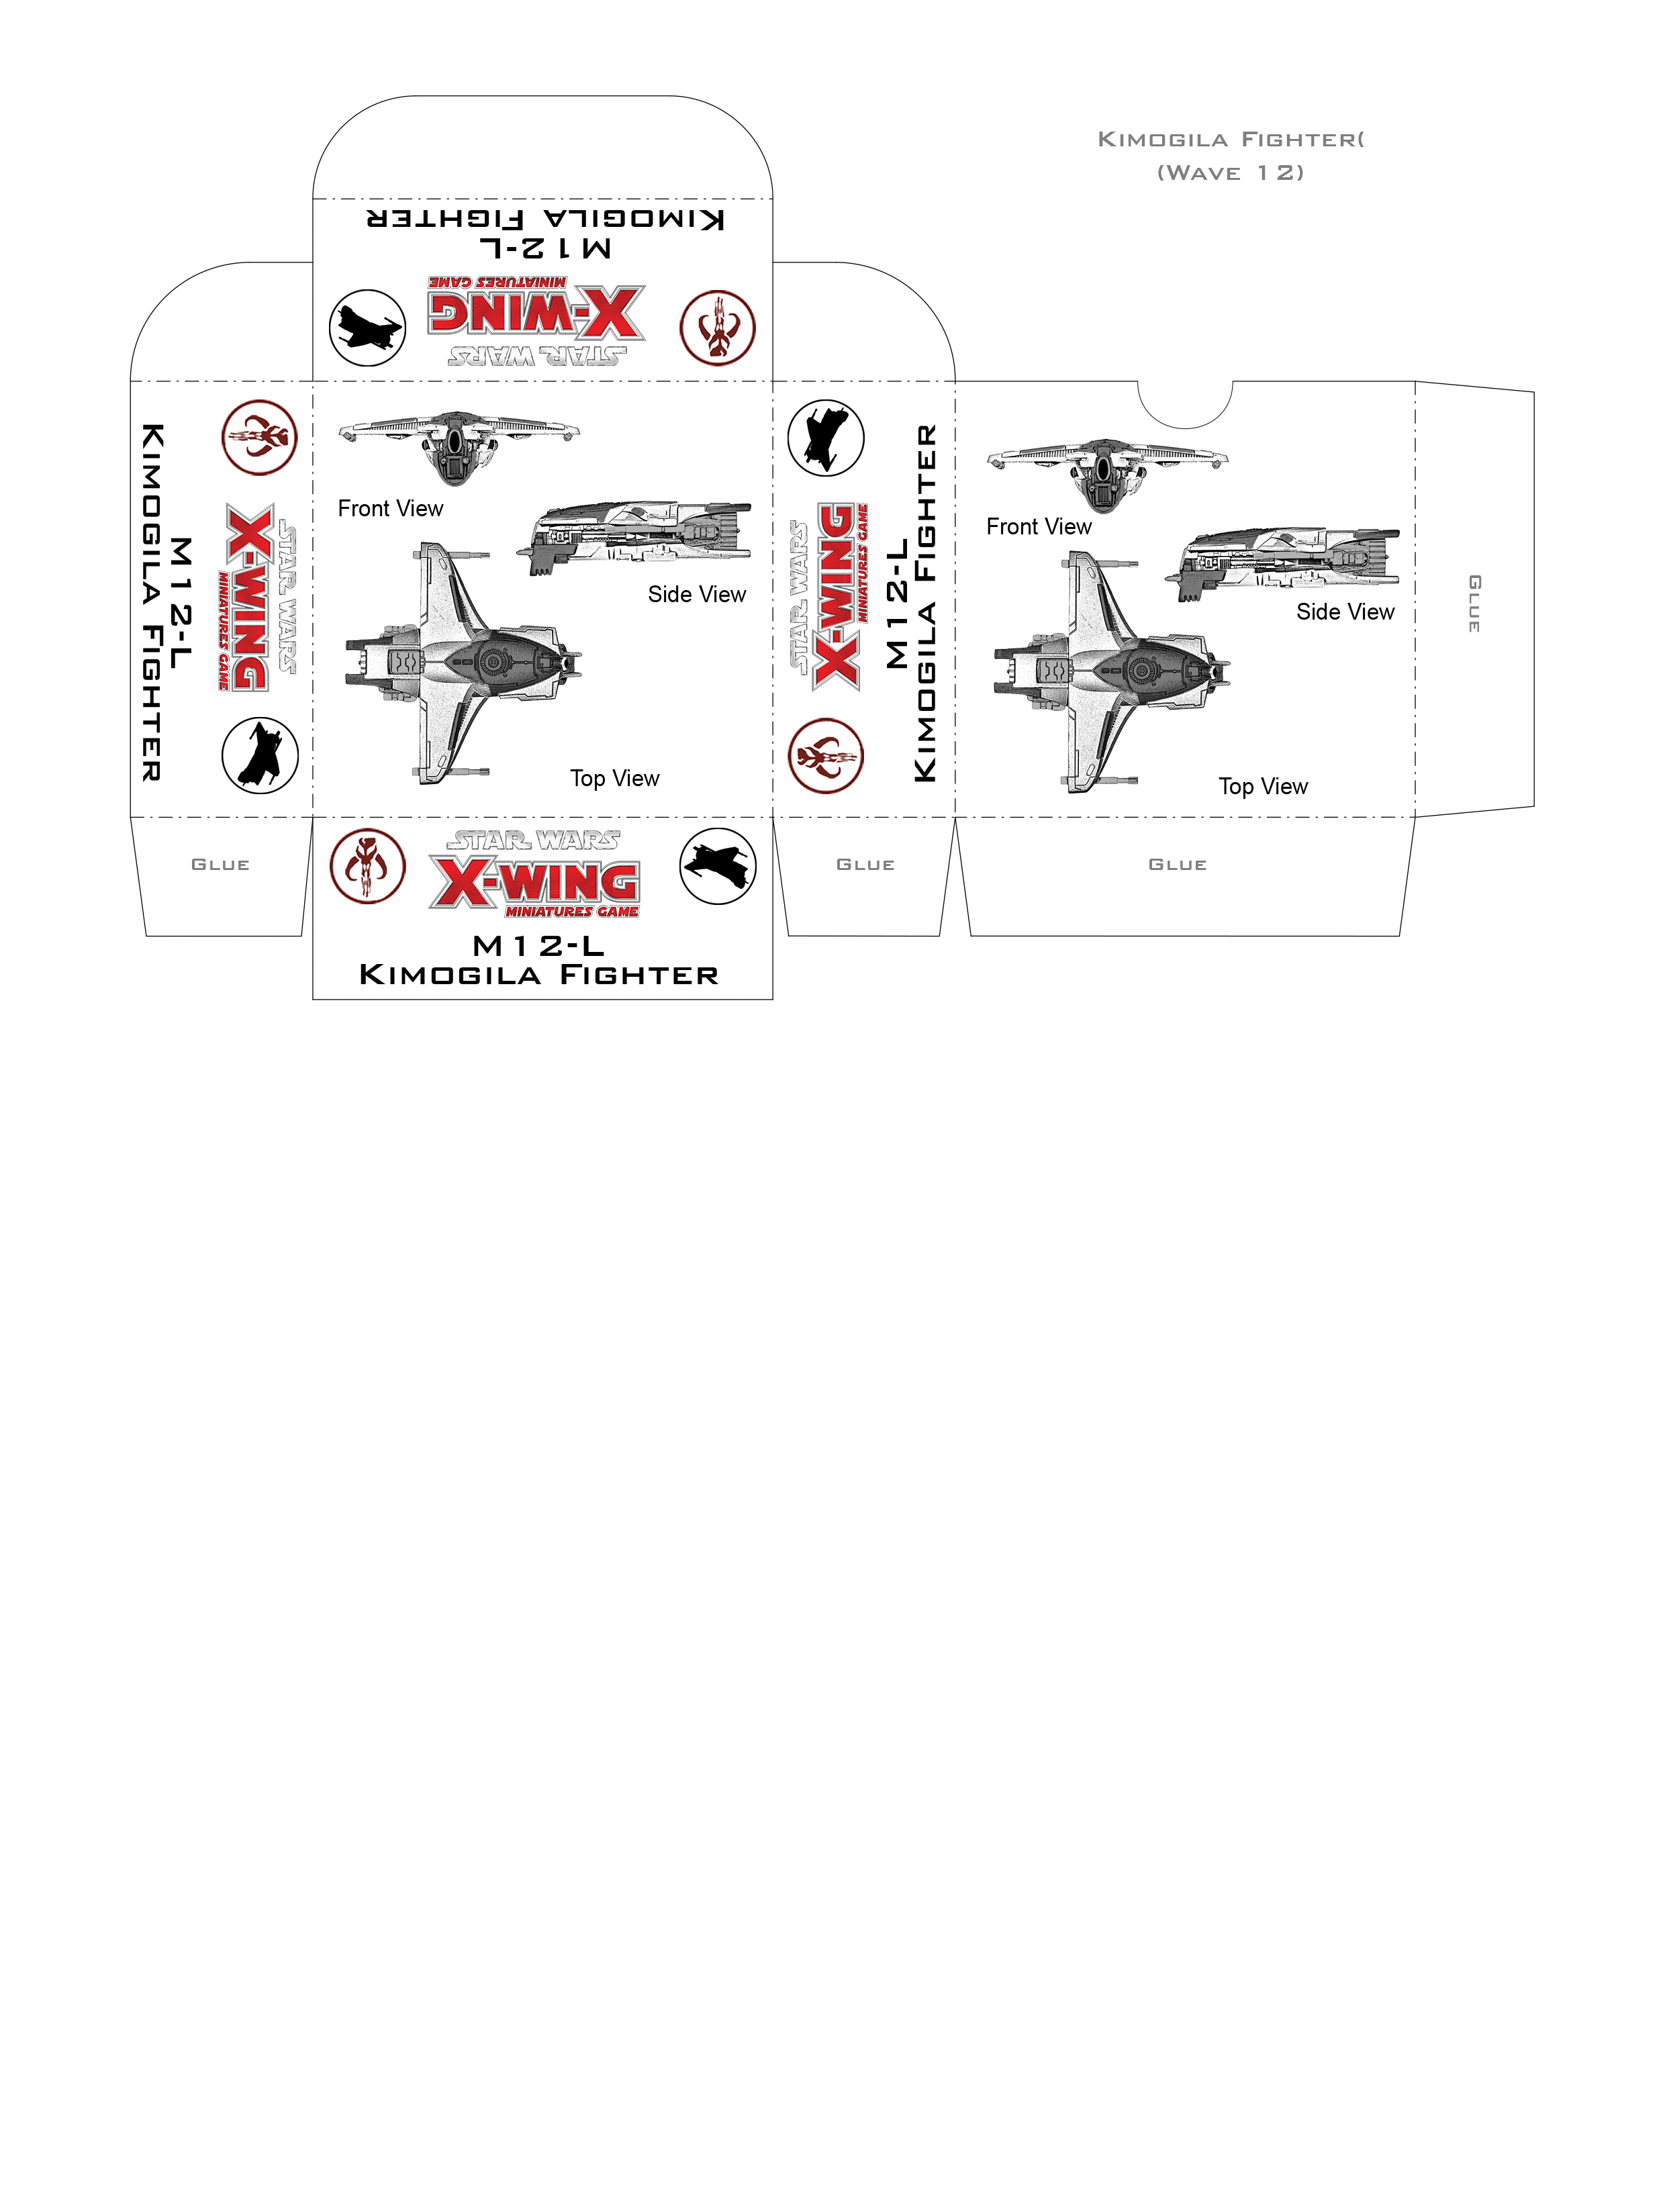 Kimogila Fighter(
(Wave 12)
Kimogila Fighter
M12-L
MINIATURES GAME
X-WING
STAR WARS
STAR WARS
X-WING
MINIATURES GAME
M12-L
Kimogila Fighter
Front View
Side View
Top View
STAR WARS
X-WING
MINIATURES GAME
M12-L
Kimogila Fighter
Front View
Side View
Top View
Glue
Glue
STAR WARS
X-WING
MINIATURES GAME
M12-L
Kimogila Fighter
Glue
Glue